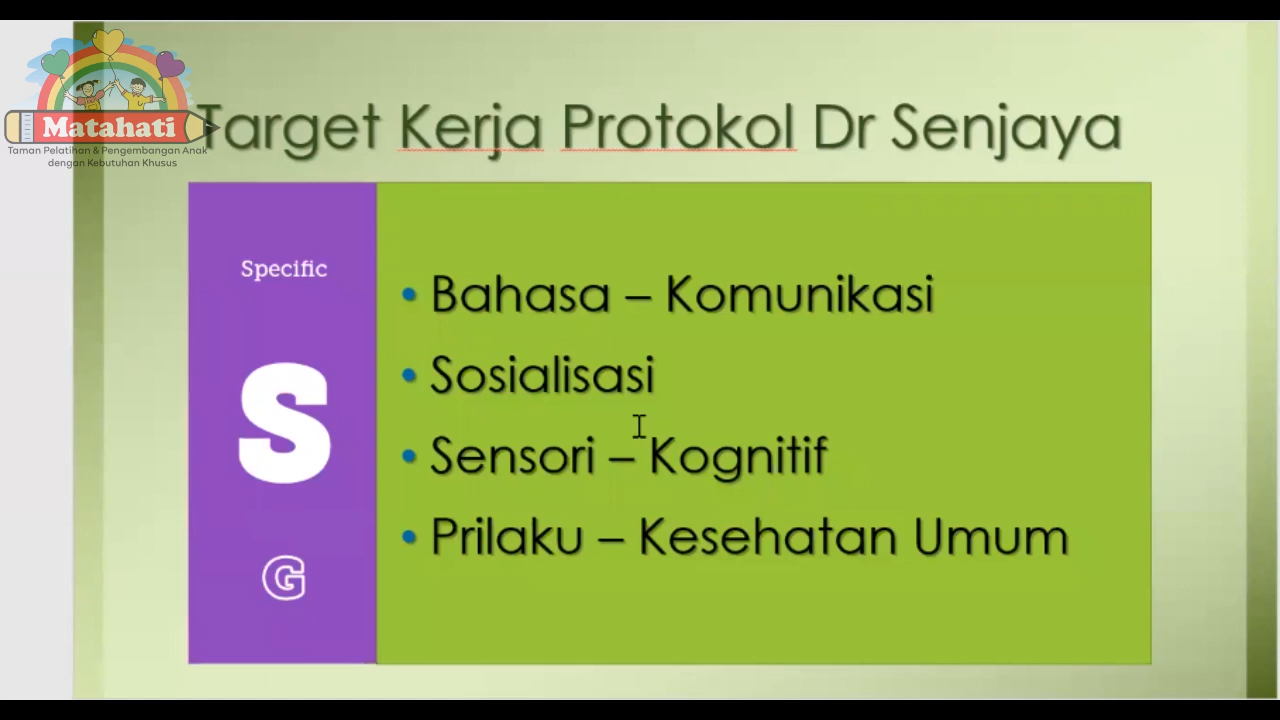 Matahati
Taman Pelatihan & Pengembangan Anak
dengan Kebutuhan Khusus
Target Kerja Protokol Dr Senjaya
Specific
S
G
• Bahasa – Komunikasi
• Sosialisasi
• Sensori – Kognitif
• Prilaku – Kesehatan Umum